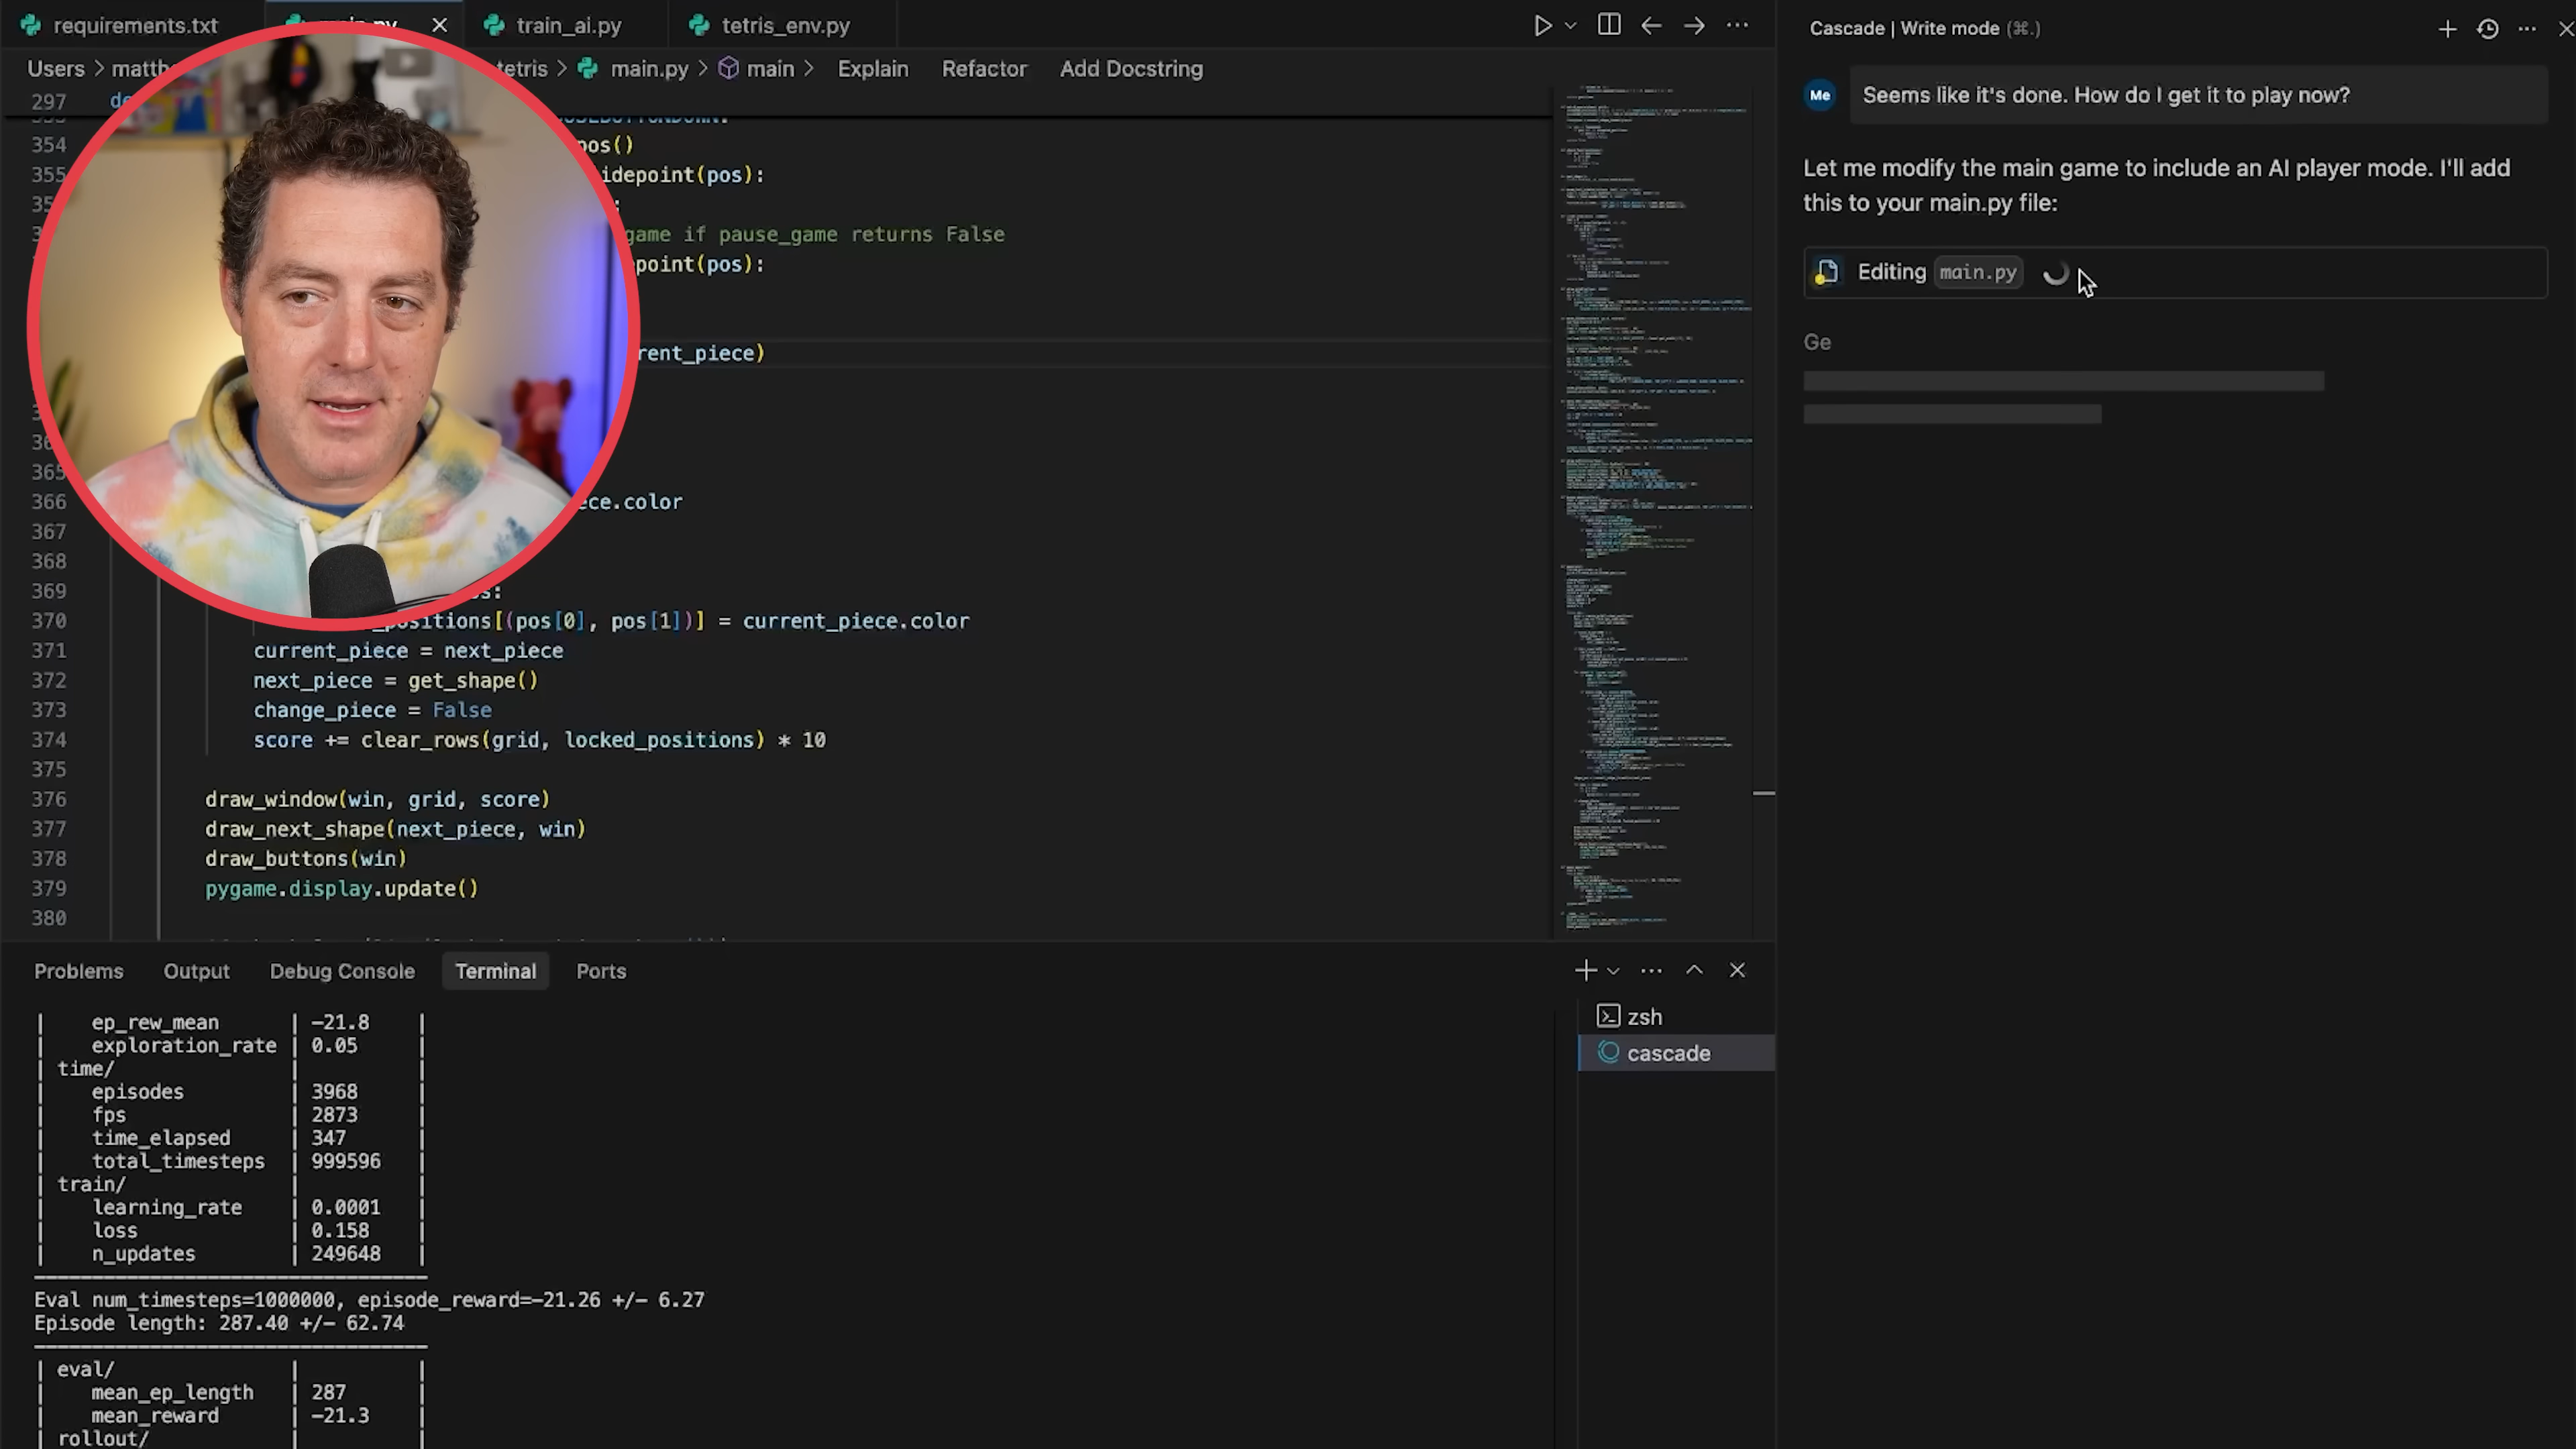 requirements.txt
main.py
train_ai.py
tetris_env.py
Users > matth
tetris > main.py > main > Explain Refactor Add Docstring
297 de
354 pos()
355 idepoint(pos):
game if pause_game returns False
point(pos):
rent_piece)
365
366 ece.color
367
368
369 s:
370 _positions[(pos[0], pos[1])] = current_piece.color
371 current_piece = next_piece
372 next_piece = get_shape()
373 change_piece = False
374 score += clear_rows(grid, locked_positions) * 10
375
376 draw_window(win, grid, score)
377 draw_next_shape(next_piece, win)
378 draw_buttons(win)
379 pygame.display.update()
380
Problems Output Debug Console Terminal Ports
| ep_rew_mean | -21.8 |
| exploration_rate | 0.05 |
| time/ | |
| episodes | 3968 |
| fps | 2873 |
| time_elapsed | 347 |
| total_timesteps | 999596 |
| train/ | |
| learning_rate | 0.0001 |
| loss | 0.158 |
| n_updates | 249648 |
Eval num_timesteps=1000000, episode_reward=-21.26 +/- 6.27
Episode length: 287.40 +/- 62.74
| eval/ | |
| mean_ep_length | 287 |
| mean_reward | -21.3 |
| rollout/ | |
zsh
cascade
Cascade | Write mode (⌘.)
Me
Seems like it's done. How do I get it to play now?
Let me modify the main game to include an AI player mode. I'll add
this to your main.py file:
Editing main.py
Ge